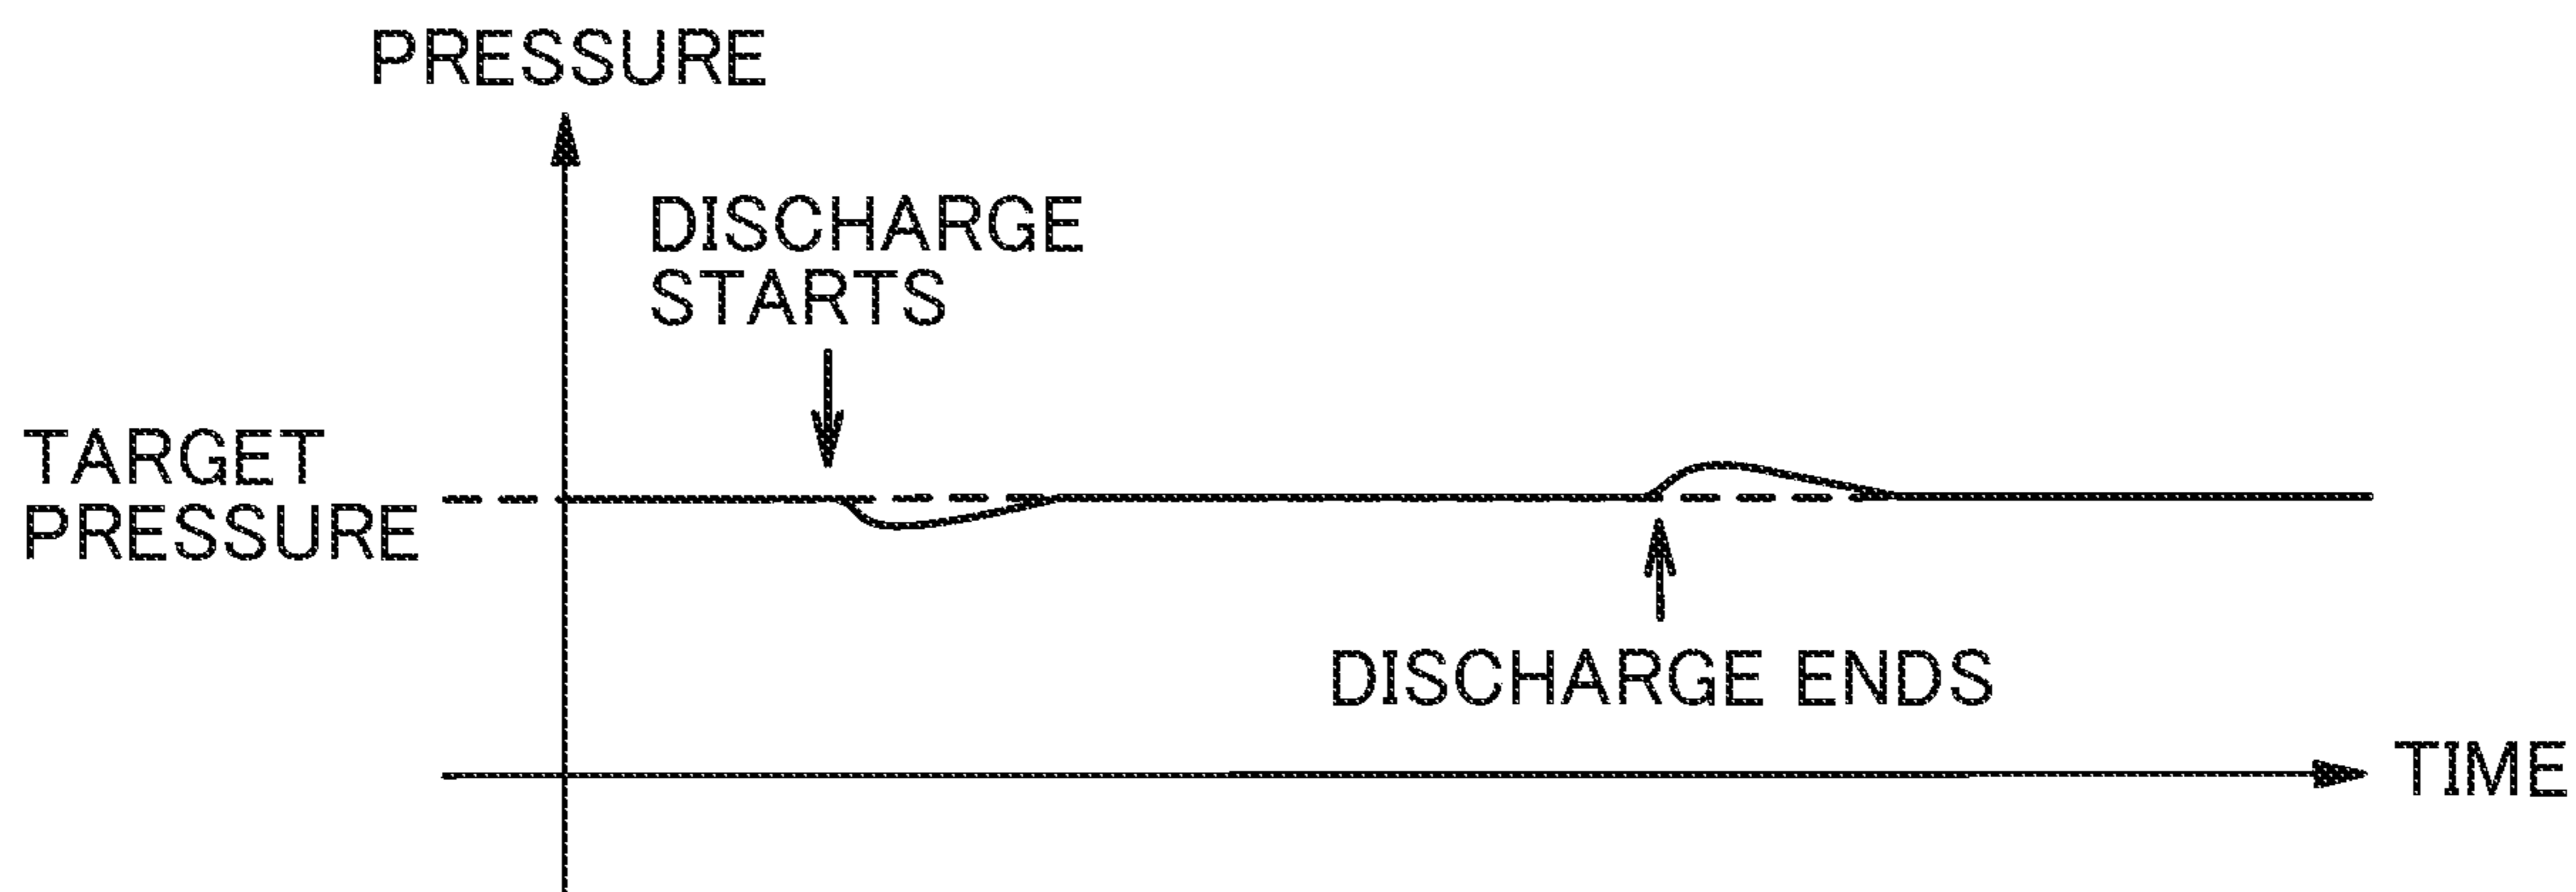 PRESSURE
DISCHARGE
STARTS
TARGET
PRESSURE
DISCHARGE ENDS
TIME